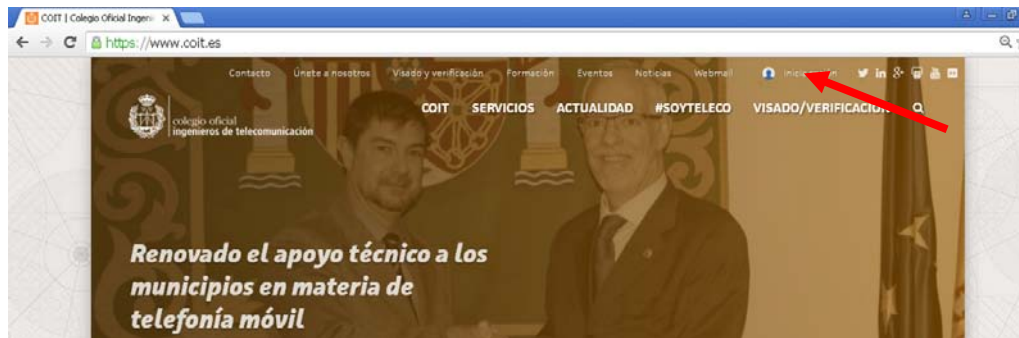 COIT | Colegio Oficial Ingeni
https://www.coit.es
Contacto Únete a nosotros Visado y verificación Formación Eventos Noticias Webmail
COIT SERVICIOS ACTUALIDAD #SOYTELECO VISADO/VERIFICACIÓN
colegio oficial
ingenieros de telecomunicación
Renovado el apoyo técnico a los
municipios en materia de
telefonía móvil